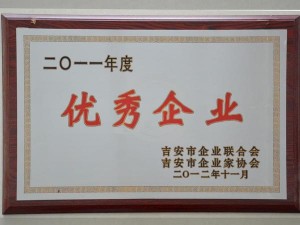 二〇一一年度
优秀企业
吉安市企业联合会
吉安市企业家协会
二〇一二年十一月